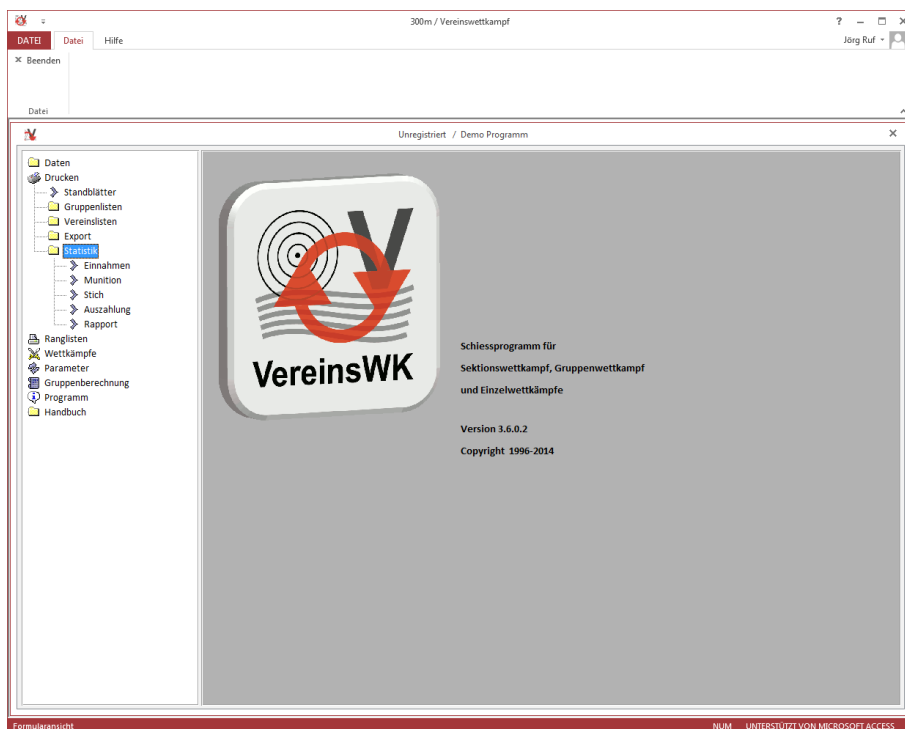 300m / Vereinswettkampf
?
DATEI Datei Hilfe
Jörg Ruf
Beenden
Datei
Unregistriert / Demo Programm
Daten
Drucken
Standblätter
Gruppenlisten
Vereinslisten
Export
Statistik
Einnahmen
Munition
Stich
Auszahlung
Rapport
Ranglisten
Wettkämpfe
Parameter
Gruppenberechnung
Programm
Handbuch
V
VereinsWK
Schiessprogramm für
Sektionswettkampf, Gruppenwettkampf
und Einzelwettkämpfe
Version 3.6.0.2
Copyright 1996-2014
Formularansicht
NUM UNTERSTÜTZT VON MICROSOFT ACCESS